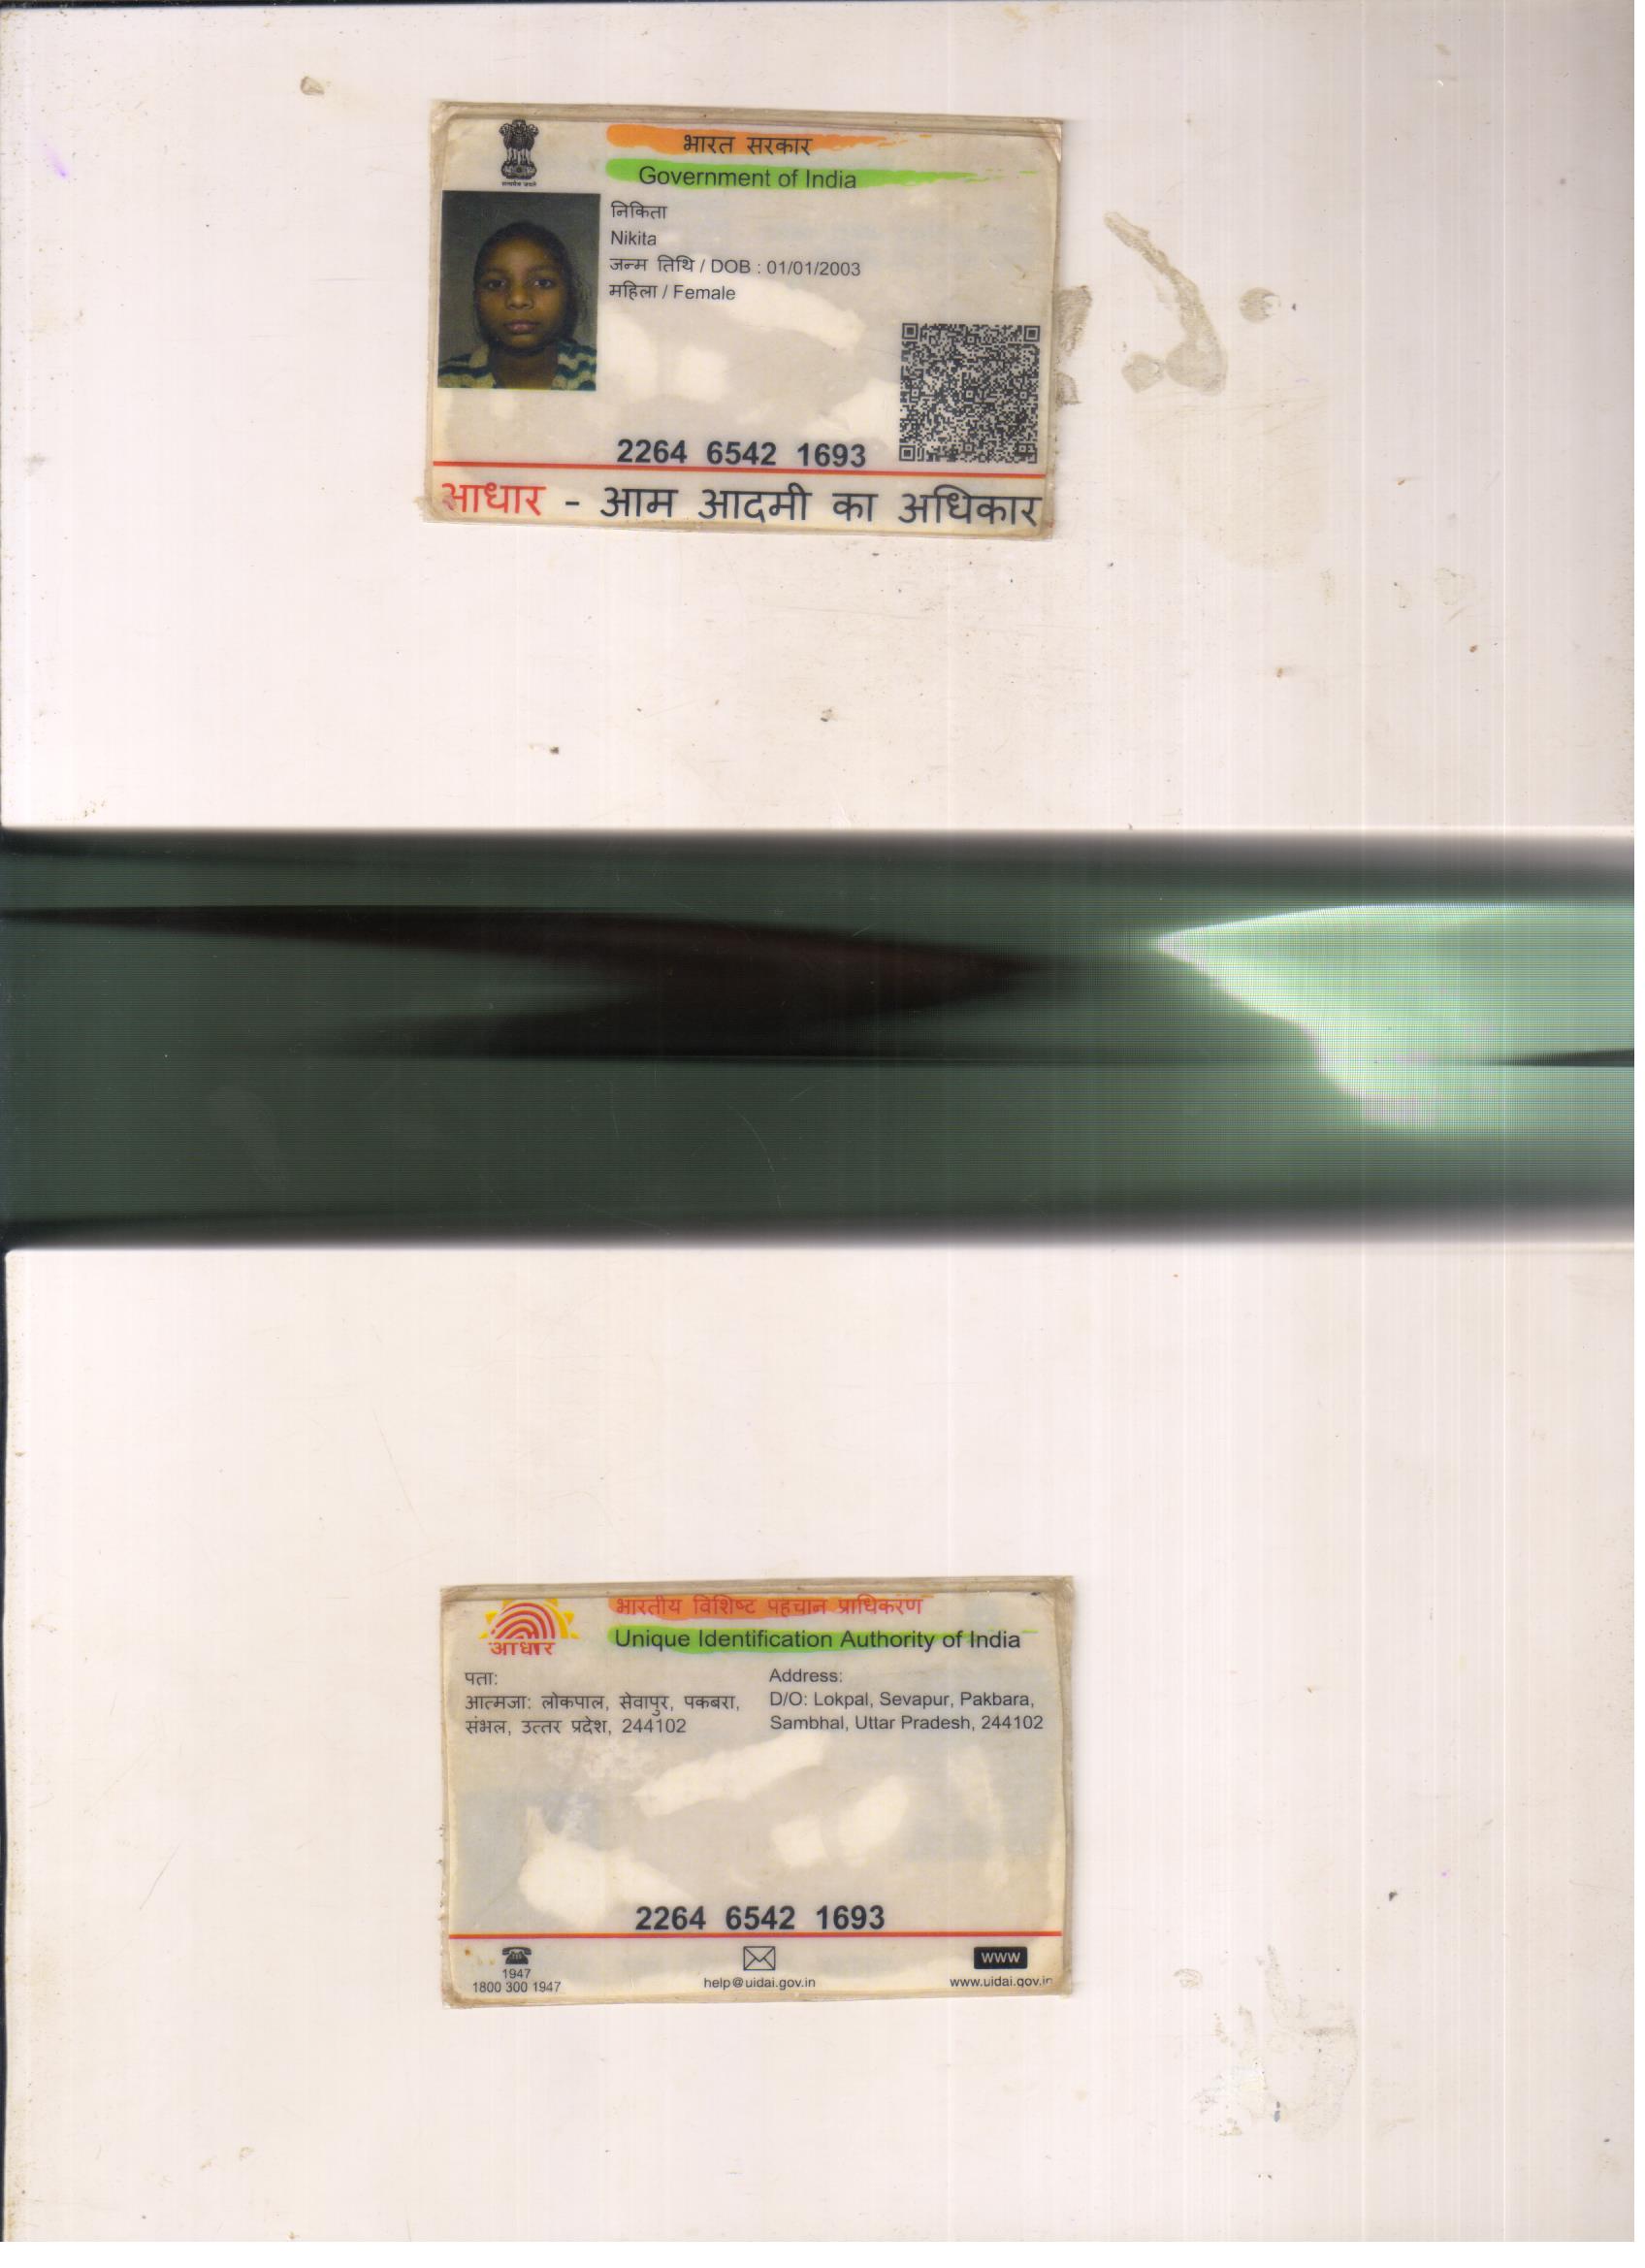 भारत सरकार
Government of India
निकिता
Nikita
जन्म तिथि / DOB : 01/01/2003
महिला / Female
2264 6542 1693
आधार - आम आदमी का अधिकार
भारतीय विशिष्ट पहचान प्राधिकरण
आधार
Unique Identification Authority of India
पता:
आत्मजा: लोकपाल, सेवापुर, पकबरा,
संभल, उत्तर प्रदेश, 244102
Address:
D/O: Lokpal, Sevapur, Pakbara,
Sambhal, Uttar Pradesh, 244102
2264 6542 1693
1947
1800 300 1947
help@uidai.gov.in
www
www.uidai.gov.in